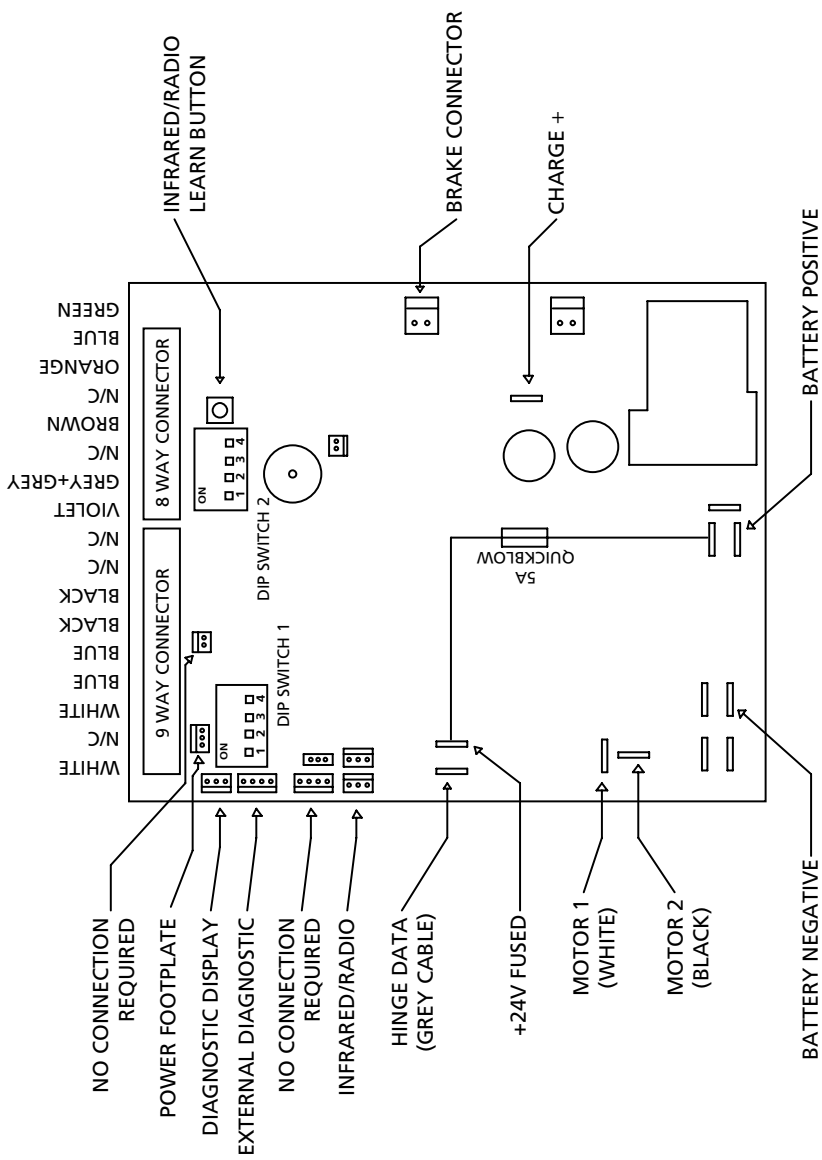 INFRARED/RADIO
LEARN BUTTON
BRAKE CONNECTOR
CHARGE +
BATTERY POSITIVE
GREEN
BLUE
ORANGE
N/C
BROWN
N/C
GREY+GREY
VIOLET
N/C
N/C
BLACK
BLACK
BLUE
BLUE
WHITE
N/C
WHITE
8 WAY CONNECTOR
9 WAY CONNECTOR
ON
1 2 3 4
DIP SWITCH 2
ON
1 2 3 4
DIP SWITCH 1
5A
QUICKBLOW
NO CONNECTION
REQUIRED
POWER FOOTPLATE
DIAGNOSTIC DISPLAY
EXTERNAL DIAGNOSTIC
NO CONNECTION
REQUIRED
INFRARED/RADIO
HINGE DATA
(GREY CABLE)
+24V FUSED
MOTOR 1
(WHITE)
MOTOR 2
(BLACK)
BATTERY NEGATIVE